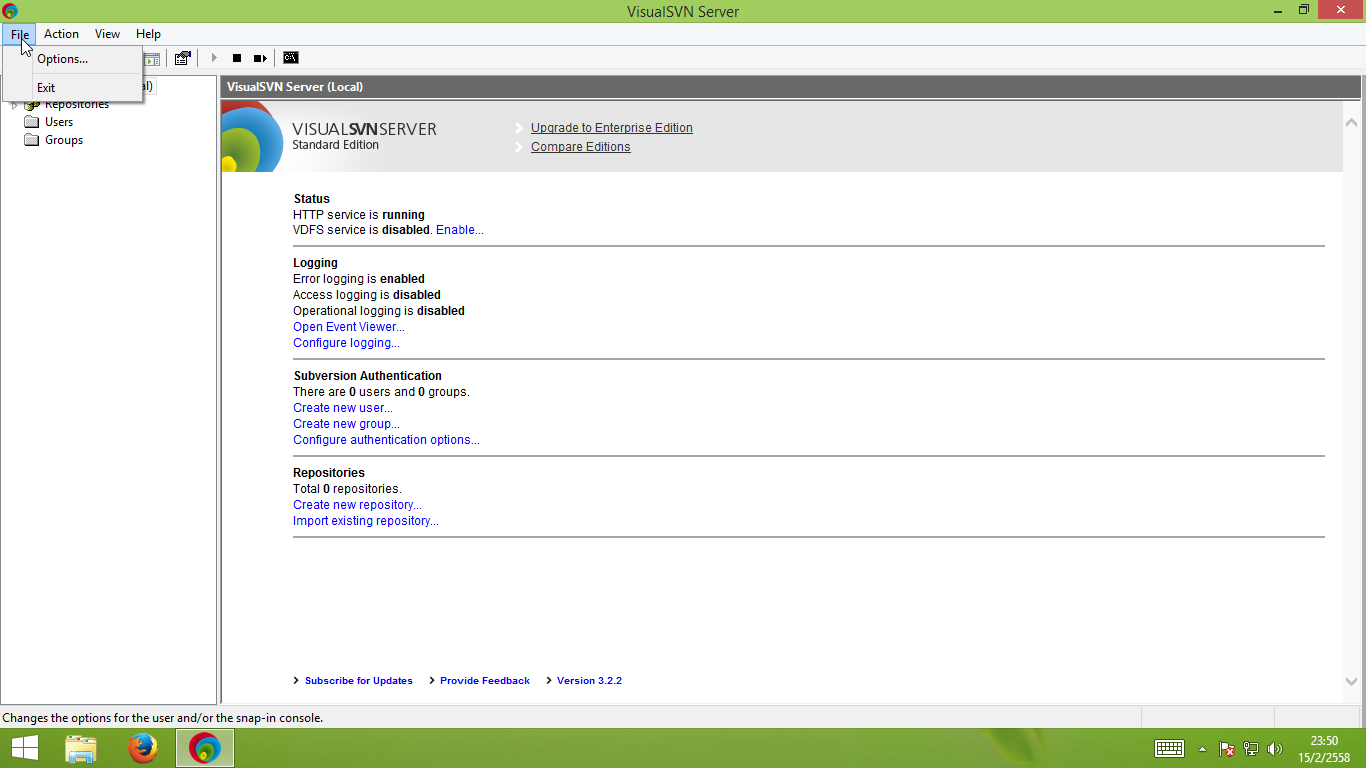 VisualSVN Server
File Action View Help
Options...
Exit
al)
Repositories
Users
Groups
VisualSVN Server (Local)
VISUALSVNSERVER
Standard Edition
Upgrade to Enterprise Edition
Compare Editions
Status
HTTP service is running
VDFS service is disabled. Enable...
Logging
Error logging is enabled
Access logging is disabled
Operational logging is disabled
Open Event Viewer...
Configure logging...
Subversion Authentication
There are 0 users and 0 groups.
Create new user...
Create new group...
Configure authentication options...
Repositories
Total 0 repositories.
Create new repository...
Import existing repository...
Subscribe for Updates Provide Feedback Version 3.2.2
Changes the options for the user and/or the snap-in console.
23:50
15/2/2558